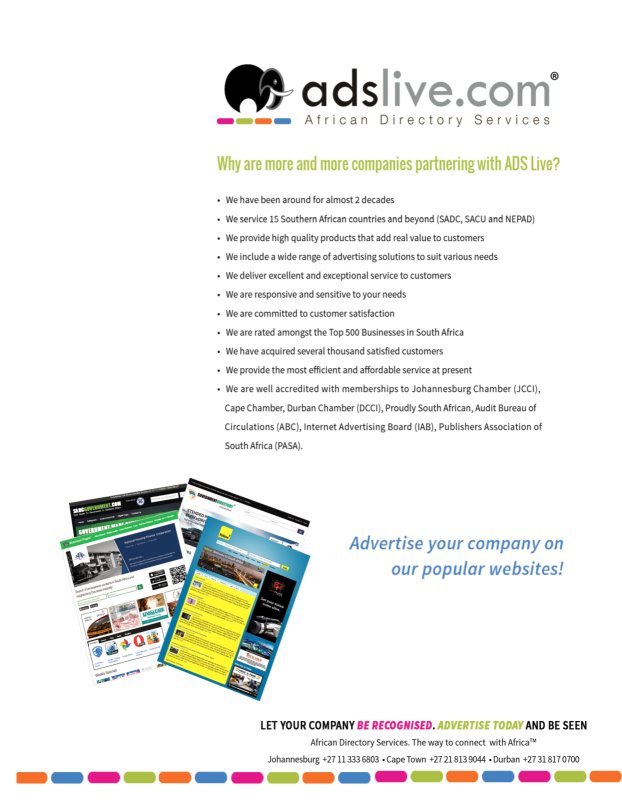 adslive.com®
African Directory Services
Why are more and more companies partnering with ADS Live?
• We have been around for almost 2 decades
• We service 15 Southern African countries and beyond (SADC, SACU and NEPAD)
• We provide high quality products that add real value to customers
• We include a wide range of advertising solutions to suit various needs
• We deliver excellent and exceptional service to customers
• We are responsive and sensitive to your needs
• We are committed to customer satisfaction
• We are rated amongst the Top 500 Businesses in South Africa
• We have acquired several thousand satisfied customers
• We provide the most efficient and affordable service at present
• We are well accredited with memberships to Johannesburg Chamber (JCCI),
Cape Chamber, Durban Chamber (DCCI), Proudly South African, Audit Bureau of
Circulations (ABC), Internet Advertising Board (IAB), Publishers Association of
South Africa (PASA).
SADCGOVERNMENT.COM
Advertise your company on
our popular websites!
LET YOUR COMPANY BE RECOGNISED. ADVERTISE TODAY AND BE SEEN
African Directory Services. The way to connect with Africa™
Johannesburg +27 11 333 6803 • Cape Town +27 21 813 9044 • Durban +27 31 817 0700